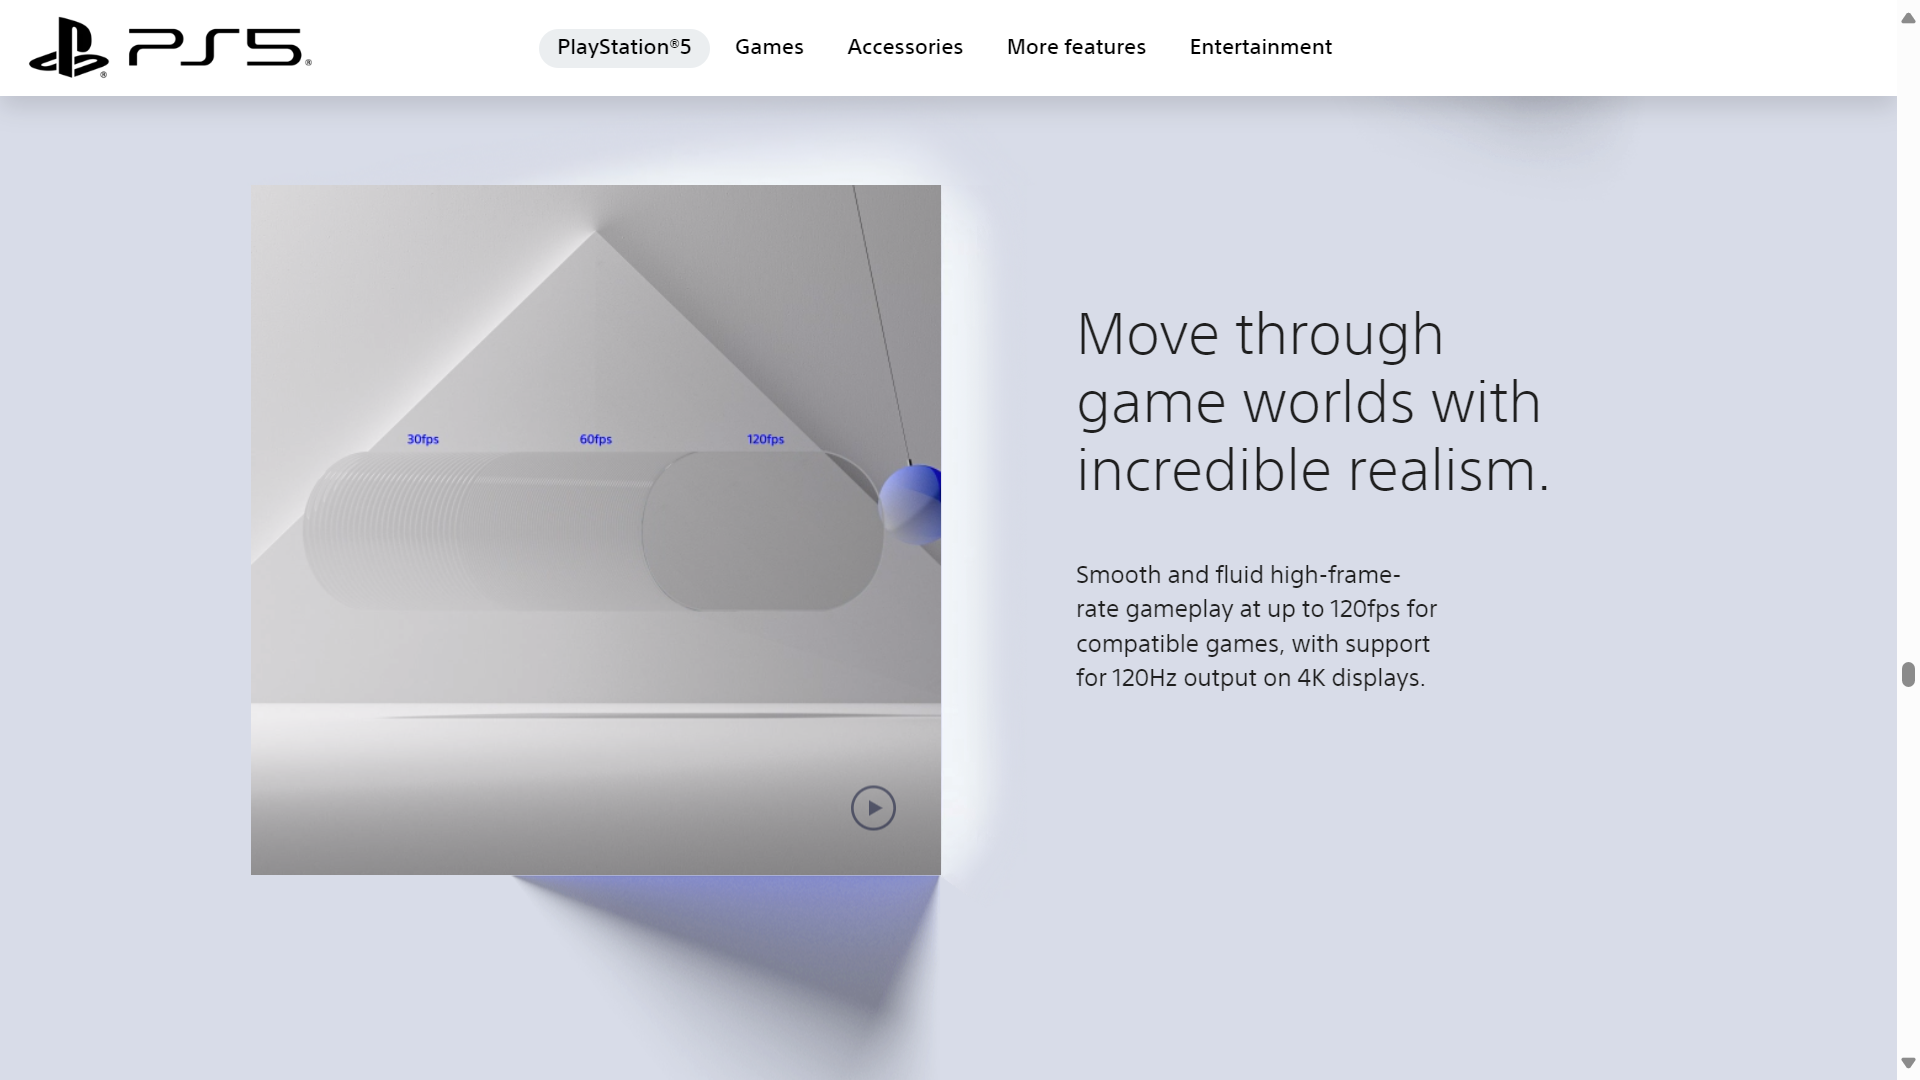 PS5®
PlayStation®5 Games Accessories More features Entertainment
30fps 60fps 120fps
Move through
game worlds with
incredible realism.
Smooth and fluid high-frame-
rate gameplay at up to 120fps for
compatible games, with support
for 120Hz output on 4K displays.